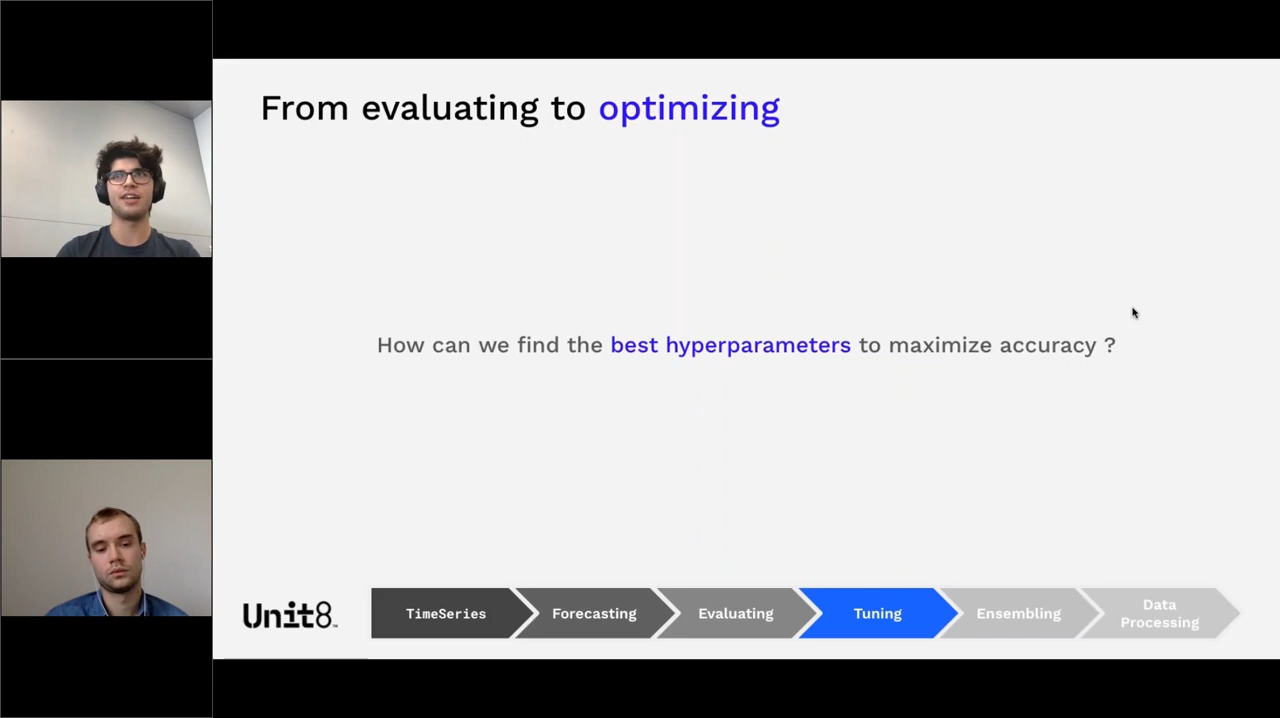 From evaluating to optimizing
How can we find the best hyperparameters to maximize accuracy ?
Unit8™
TimeSeries
Forecasting
Evaluating
Tuning
Ensembling
Data
Processing